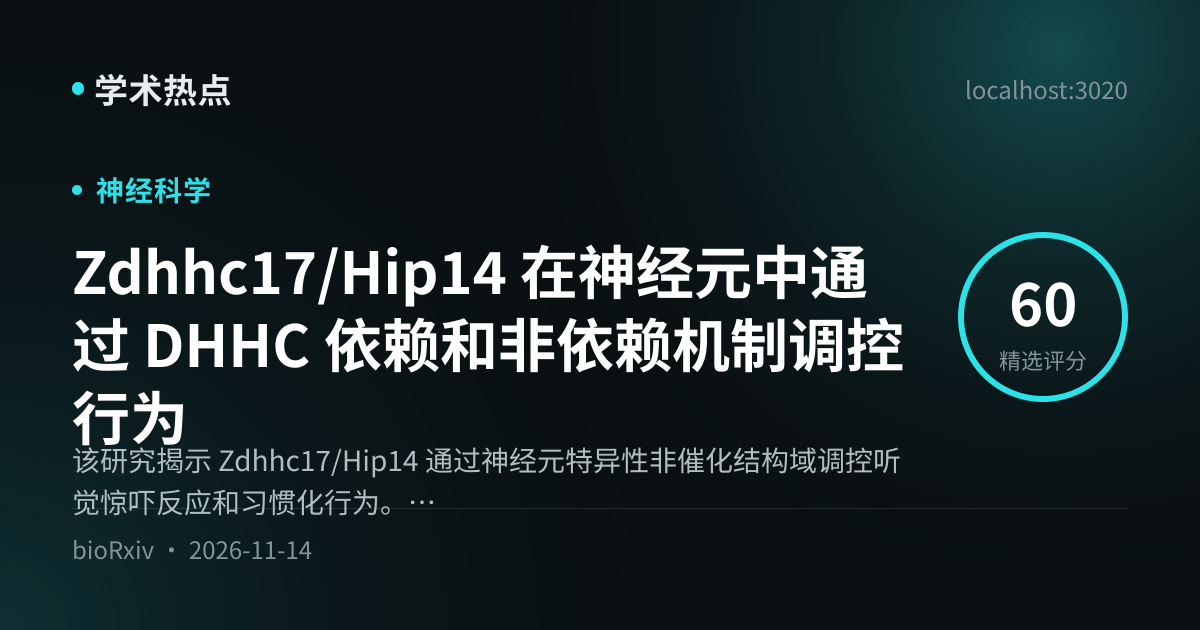 学术热点
localhost:3020
神经科学
Zdhhc17/Hip14 在神经元中通
过 DHHC 依赖和非依赖机制调控
行为
60
精选评分
该研究揭示 Zdhhc17/Hip14 通过神经元特异性非催化结构域调控听
觉惊吓反应和习惯化行为。…
bioRxiv · 2026-11-14